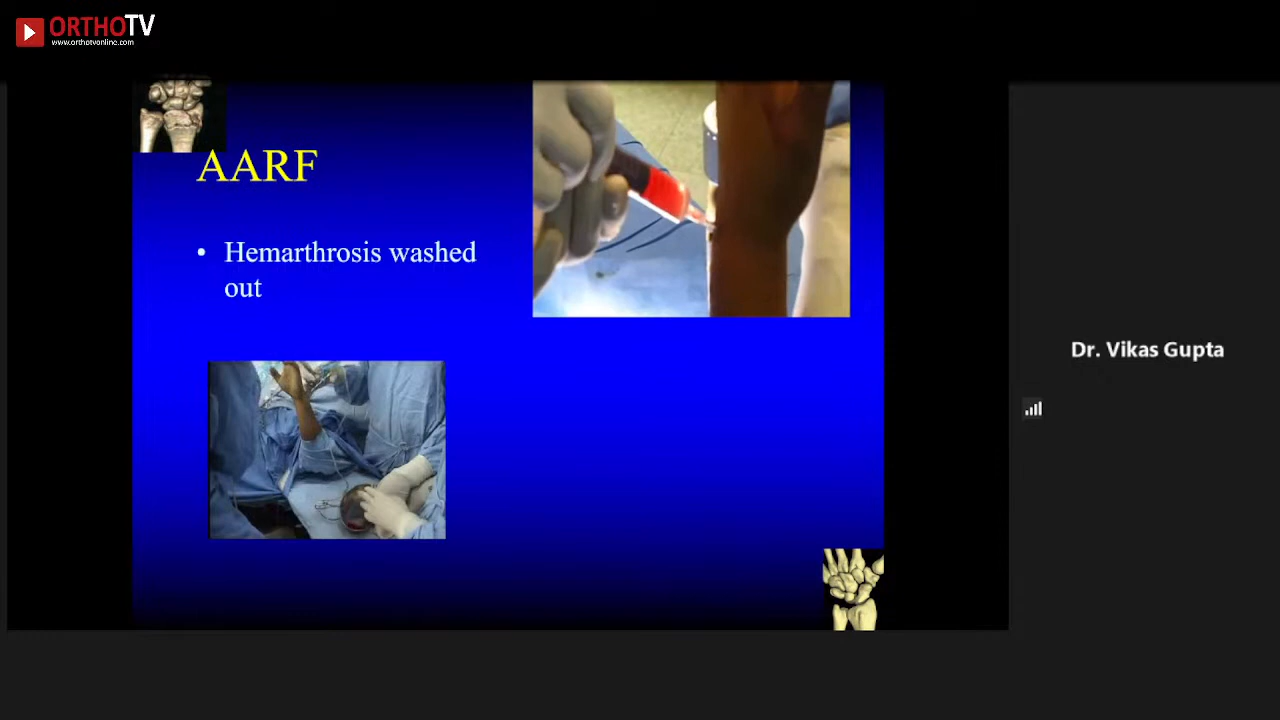 ORTHOTV
www.orthotvonline.com
AARF
• Hemarthrosis washed
out
Dr. Vikas Gupta